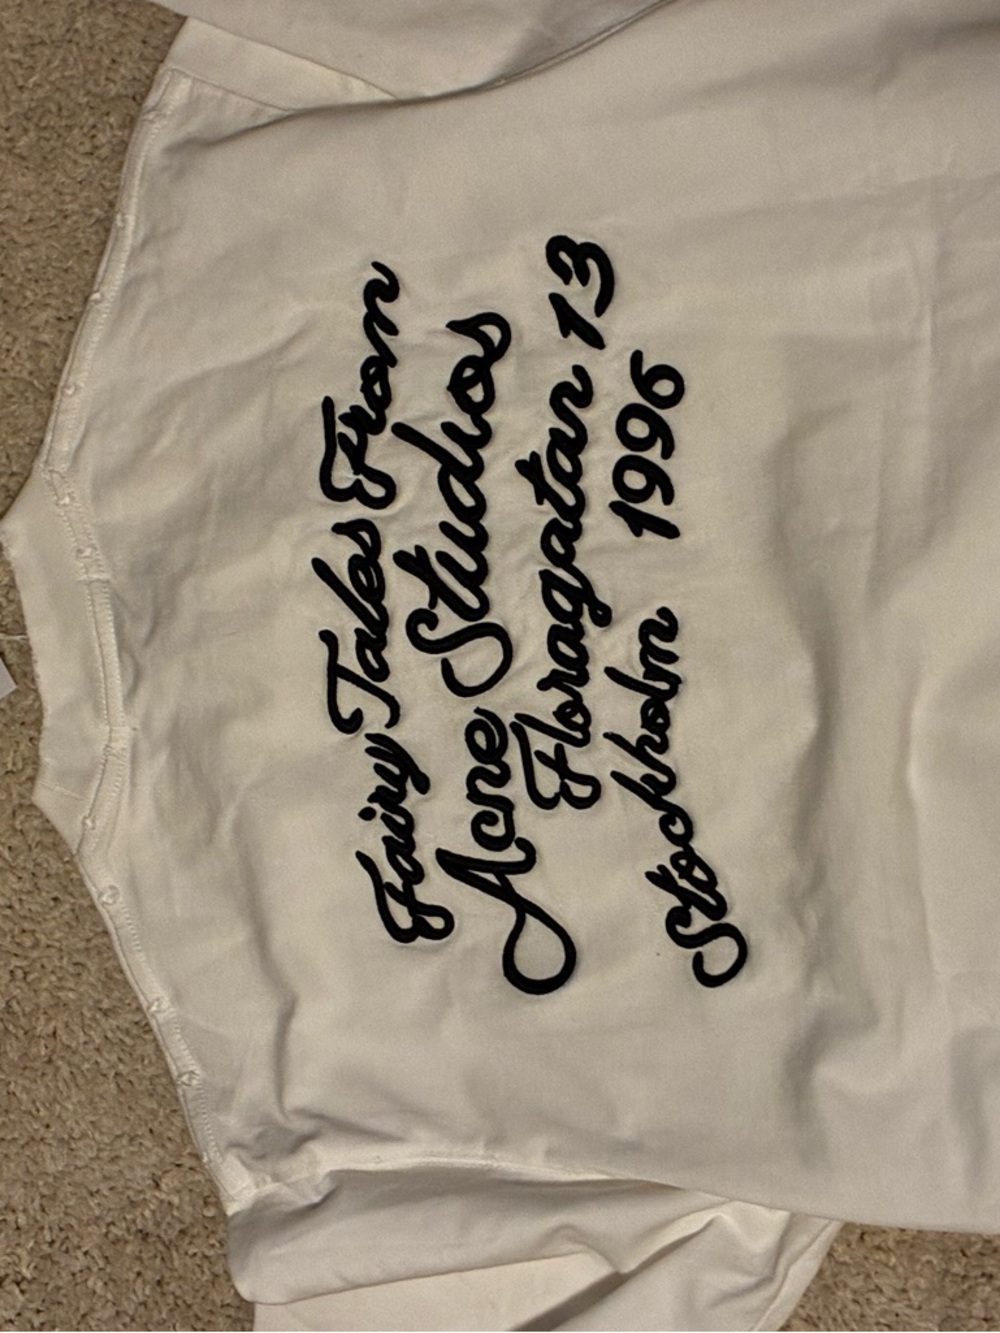 Fairy Tales From
Acne Studios
Floragatan 13
Stockholm 1996